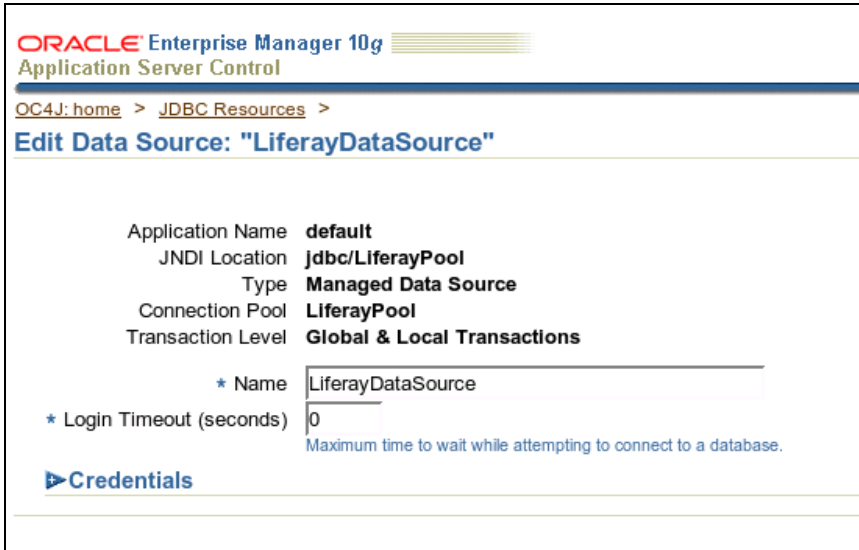 ORACLE Enterprise Manager 10g
Application Server Control
OC4J: home > JDBC Resources >
Edit Data Source: "LiferayDataSource"
Application Name default
JNDI Location jdbc/LiferayPool
Type Managed Data Source
Connection Pool LiferayPool
Transaction Level Global & Local Transactions
* Name LiferayDataSource
* Login Timeout (seconds) 0
Maximum time to wait while attempting to connect to a database.
Credentials